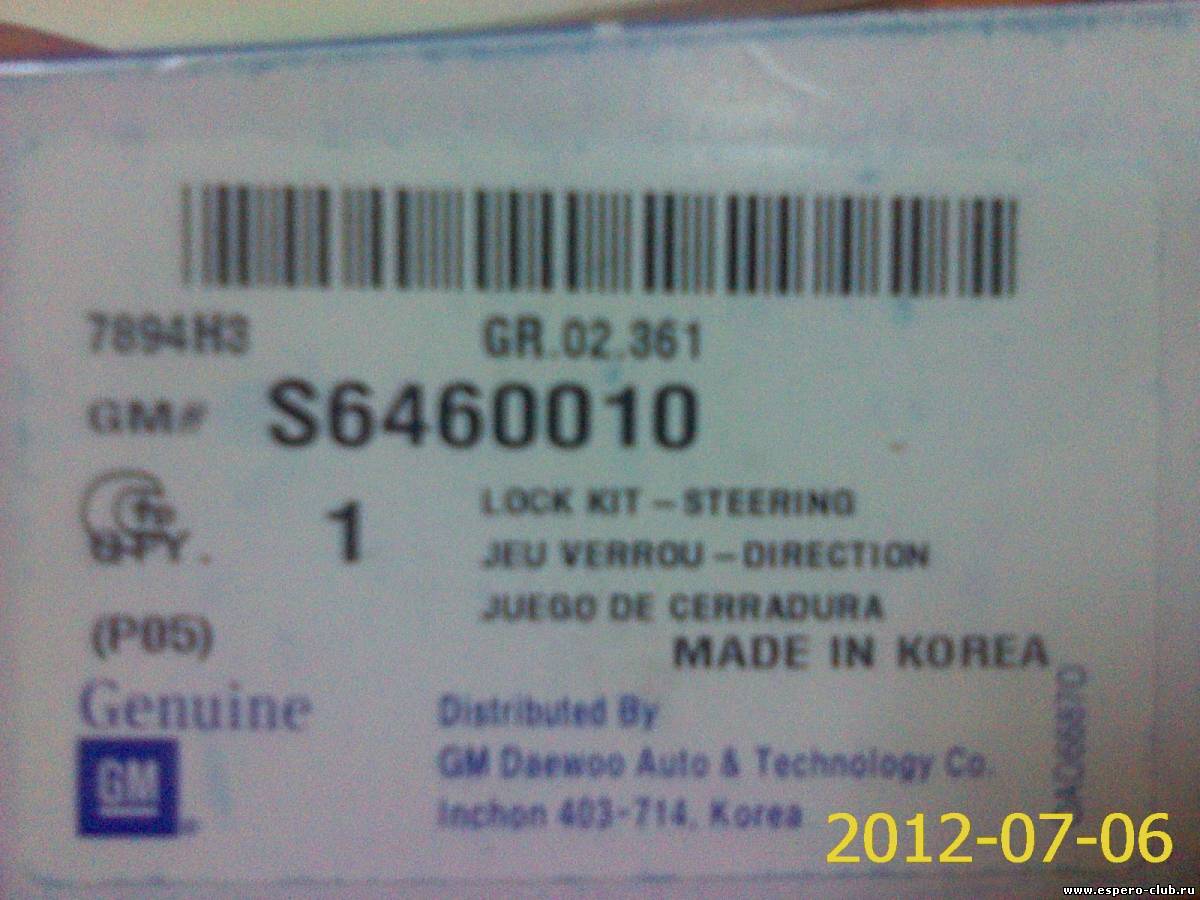 7894H3 GR.02.361
GM# S6460010
1 LOCK KIT - STEERING
JEU VERROU - DIRECTION
JUEGO DE CERRADURA
(P05) MADE IN KOREA
Genuine
GM
Distributed By
GM Daewoo Auto & Technology Co.
Inchon 403-714, Korea
2012-07-06
www.espero-club.ru